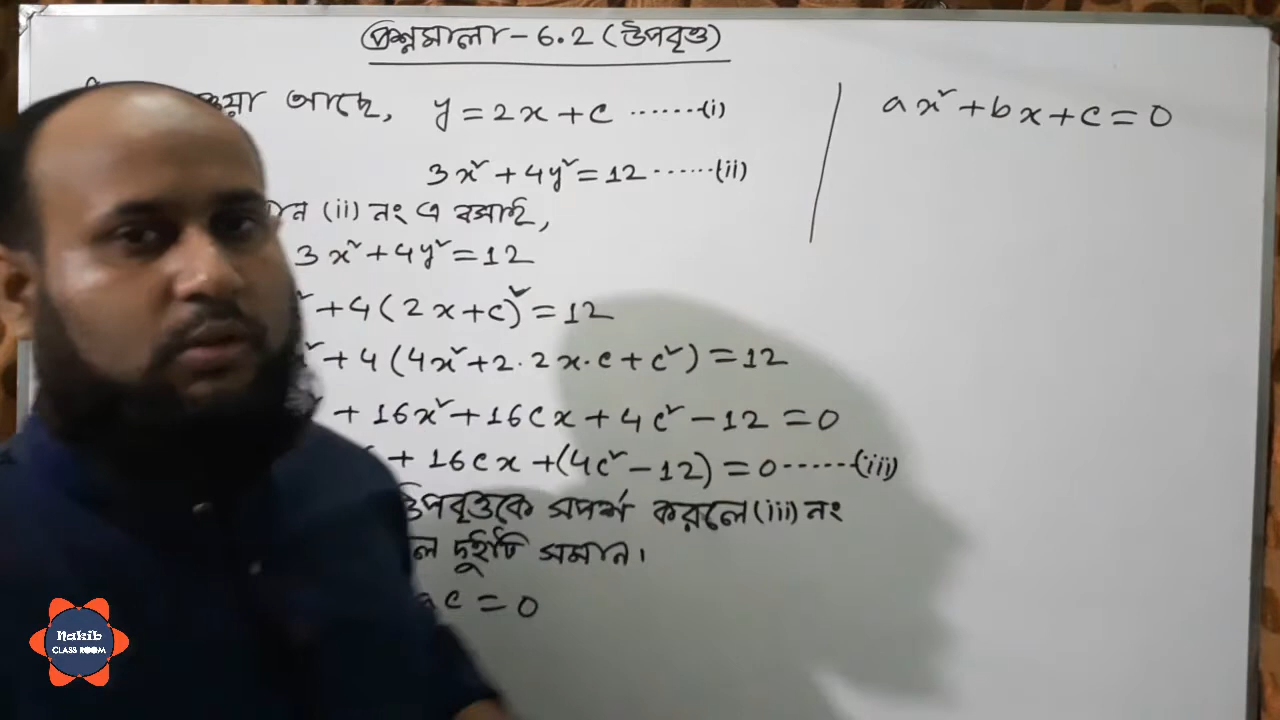 প্রশ্নমালা - 6.2 (উপবৃত্ত)
আছে, y = 2x + c ......(i)
3x² + 4y² = 12 ......(ii)
(ii) নং এ বসাই,
3x² + 4y² = 12
+ 4(2x+c)² = 12
+ 4(4x² + 2·2x·c + c²) = 12
+ 16x² + 16cx + 4c² - 12 = 0
+ 16cx + (4c² - 12) = 0 ......(iii)
উপবৃত্তকে স্পর্শ করলে (iii) নং
দুইটি সমান।
c = 0
ax² + bx + c = 0
Nakib
CLASS ROOM